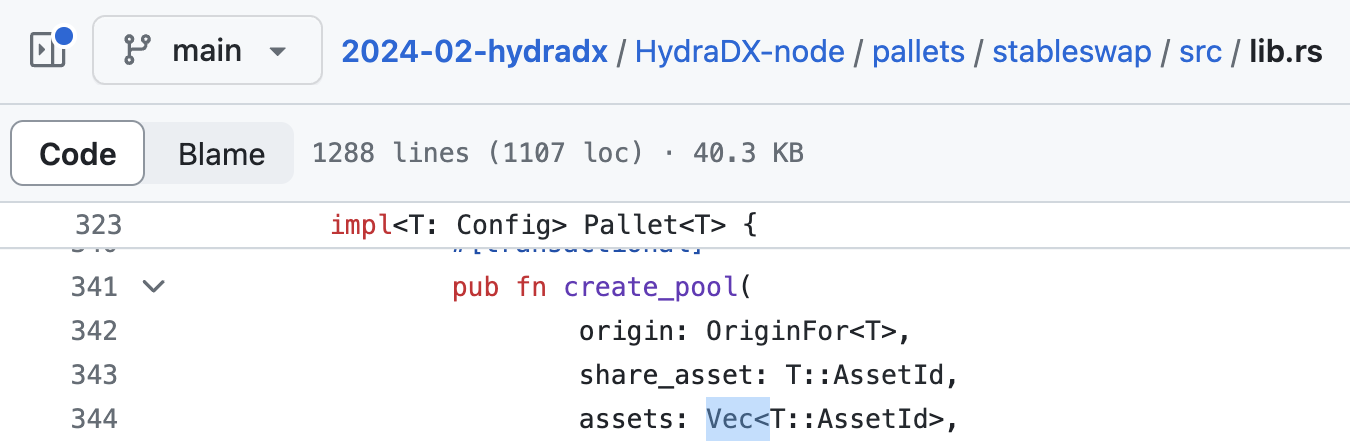 main 2024-02-hydradx / HydraDX-node / pallets / stableswap / src / lib.rs
Code Blame 1288 lines (1107 loc) · 40.3 KB
323 impl<T: Config> Pallet<T> {
#[transactional]
341 pub fn create_pool(
342 origin: OriginFor<T>,
343 share_asset: T::AssetId,
344 assets: Vec<T::AssetId>,